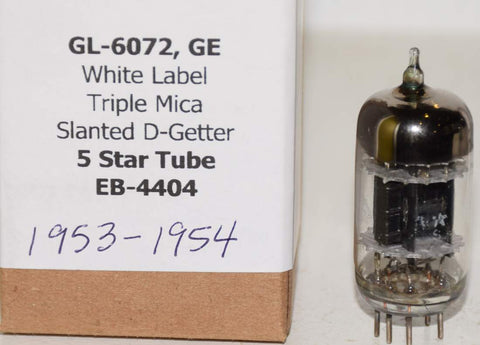 GL-6072, GE
White Label
Triple Mica
Slanted D-Getter
5 Star Tube
EB-4404
1953-1954